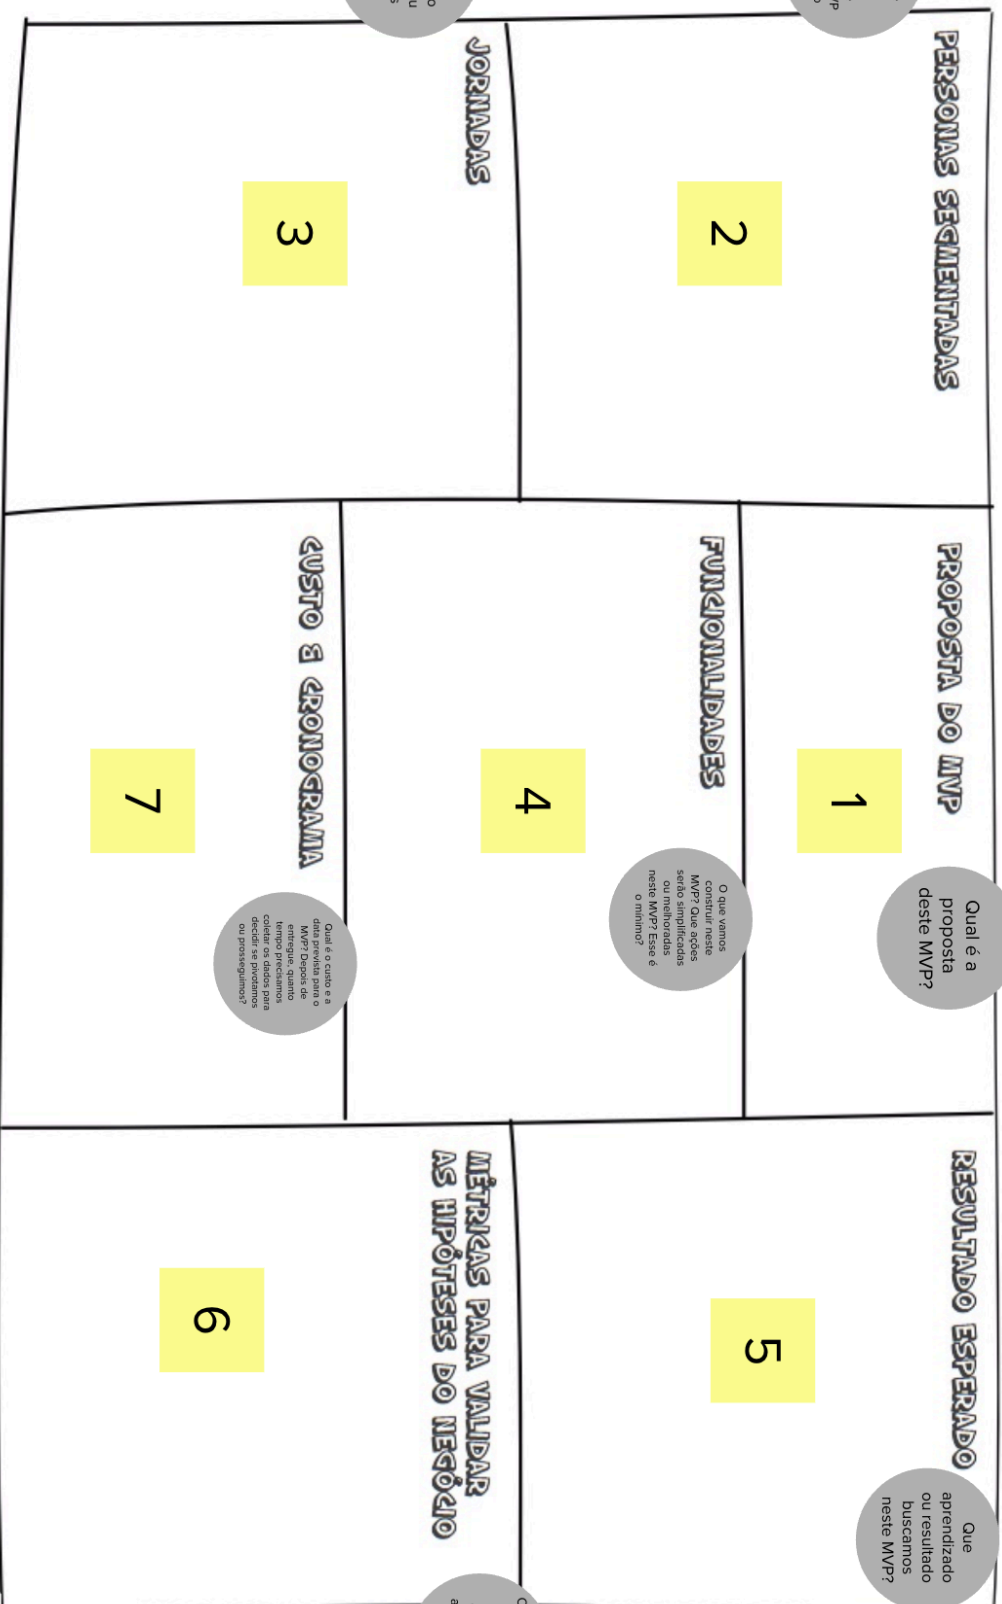 PERSONAS SEGMENTADAS
2
JORNADAS
3
PROPOSTA DO MVP
1
Qual é a
proposta
deste MVP?
FUNCIONALIDADES
4
O que vamos
construir neste
MVP? Que ações
serão simplificadas
ou melhoradas
neste MVP? Esse é
o mínimo?
CUSTO & CRONOGRAMA
7
Qual é o custo e a
data prevista para o
MVP? Depois de
entregue, quanto
tempo precisamos
coletar os dados para
decidir se pivotamos
ou prosseguimos?
RESULTADO ESPERADO
5
Que
aprendizado
ou resultado
buscamos
neste MVP?
MÉTRICAS PARA VALIDAR
AS HIPÓTESES DO NEGÓCIO
6